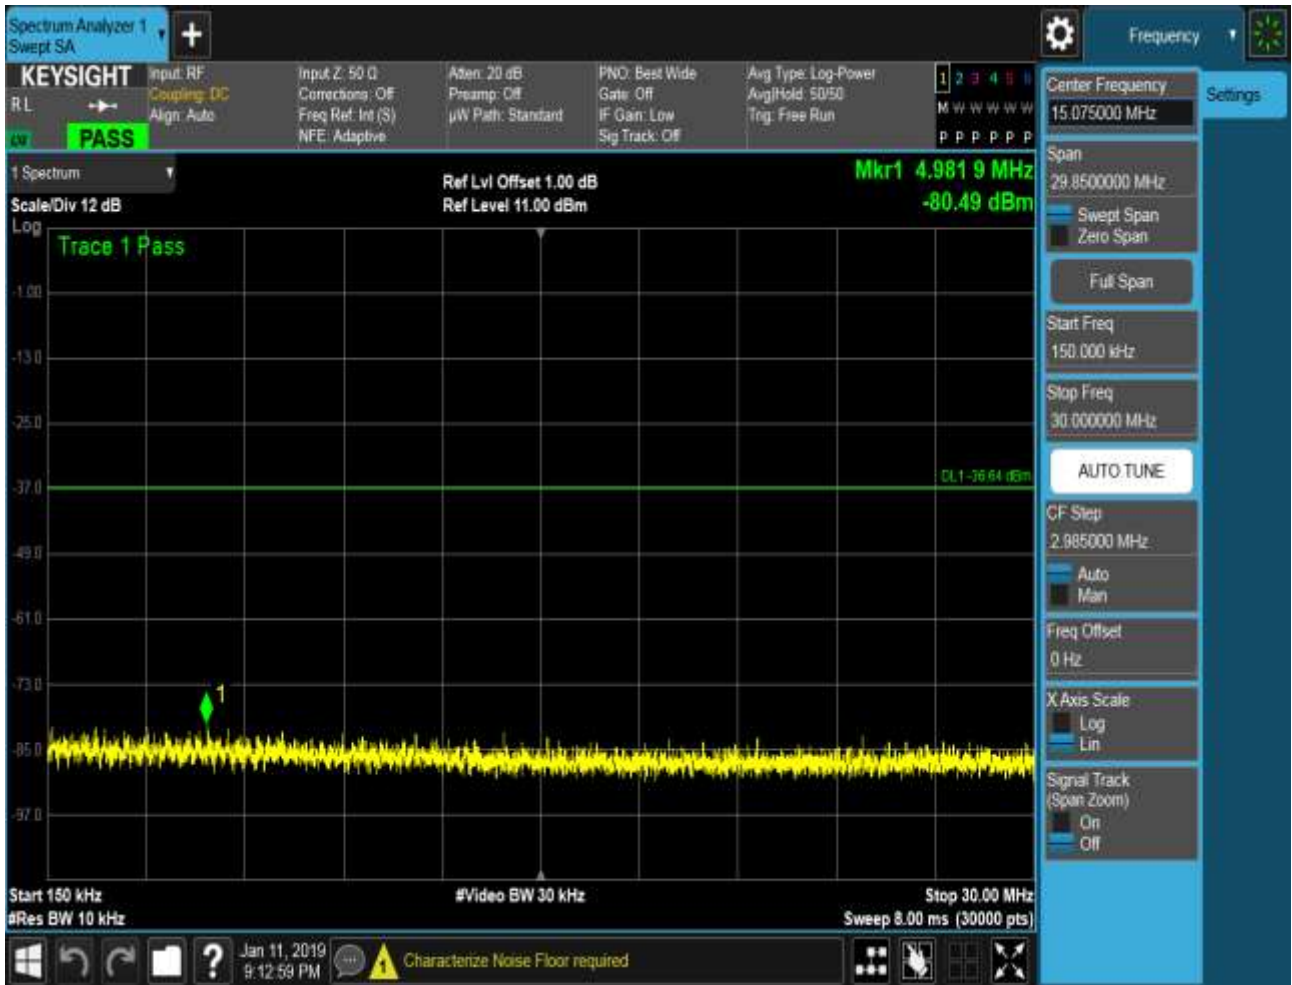 Spectrum Analyzer 1
Swept SA
+
Frequency
KEYSIGHT
R L
PASS
Input: RF
Coupling: DC
Align: Auto
Input Z: 50 Ω
Corrections: Off
Freq Ref: Int (S)
NFE: Adaptive
Atten: 20 dB
Preamp: Off
µW Path: Standard
PNO: Best Wide
Gate: Off
IF Gain: Low
Sig Track: Off
Avg Type: Log-Power
Avg|Hold: 50/50
Trig: Free Run
1 2 3 4 5 6
M W W W W W
P P P P P P
1 Spectrum
Scale/Div 12 dB
Log
Ref Lvl Offset 1.00 dB
Ref Level 11.00 dBm
Mkr1 4.981 9 MHz
-80.49 dBm
Trace 1 Pass
-1.00
-13.0
-25.0
-37.0
DL1 -36.64 dBm
-49.0
-61.0
-73.0
1
-85.0
-97.0
Start 150 kHz
#Video BW 30 kHz
Stop 30.00 MHz
#Res BW 10 kHz
Sweep 8.00 ms (30000 pts)
Center Frequency
15.075000 MHz
Settings
Span
29.8500000 MHz
Swept Span
Zero Span
Full Span
Start Freq
150.000 kHz
Stop Freq
30.000000 MHz
AUTO TUNE
CF Step
2.985000 MHz
Auto
Man
Freq Offset
0 Hz
X Axis Scale
Log
Lin
Signal Track
(Span Zoom)
On
Off
?
Jan 11, 2019
9:12:59 PM
1
Characterize Noise Floor required